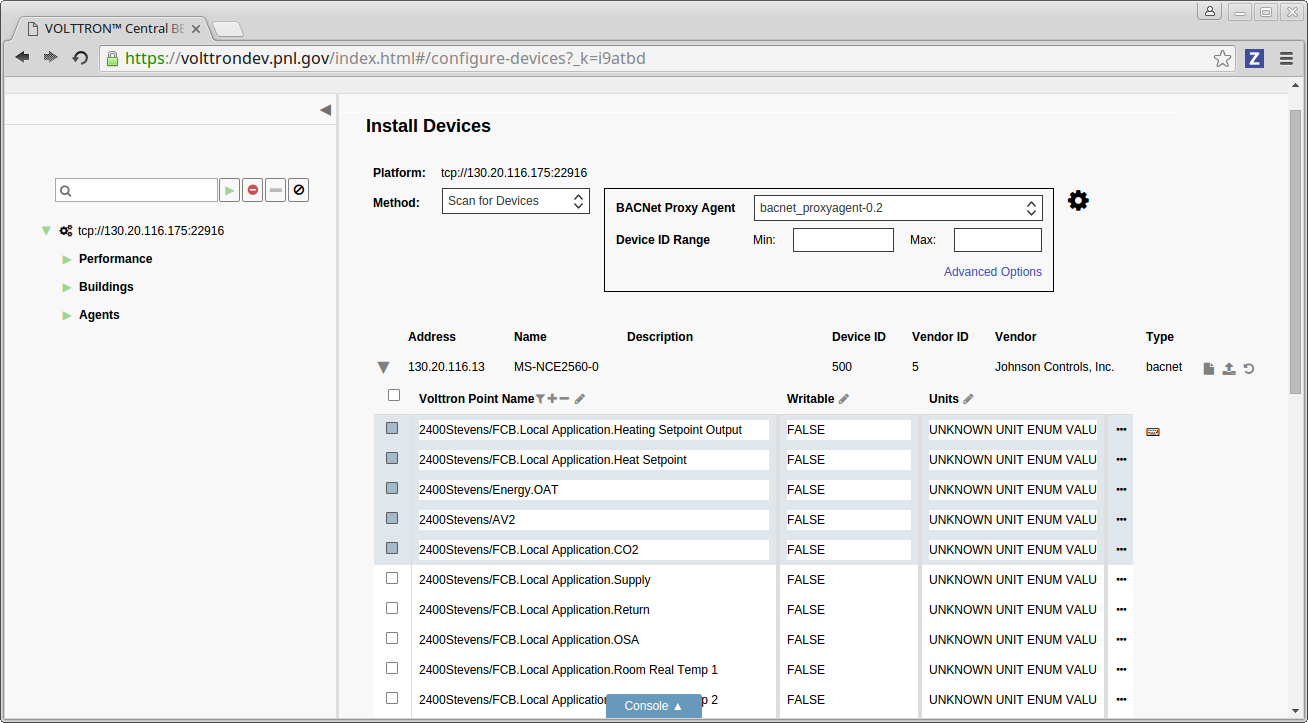 VOLTTRON™ Central BE
https://volttrondev.pnl.gov/index.html#/configure-devices?_k=i9atbd
Z
Install Devices
Platform: tcp://130.20.116.175:22916
Method: Scan for Devices
BACNet Proxy Agent bacnet_proxyagent-0.2
Device ID Range Min: Max:
Advanced Options
tcp://130.20.116.175:22916
Performance
Buildings
Agents
Address Name Description Device ID Vendor ID Vendor Type
130.20.116.13 MS-NCE2560-0 500 5 Johnson Controls, Inc. bacnet
Volttron Point Name Writable Units
2400Stevens/FCB.Local Application.Heating Setpoint Output FALSE UNKNOWN UNIT ENUM VALU
2400Stevens/FCB.Local Application.Heat Setpoint FALSE UNKNOWN UNIT ENUM VALU
2400Stevens/Energy.OAT FALSE UNKNOWN UNIT ENUM VALU
2400Stevens/AV2 FALSE UNKNOWN UNIT ENUM VALU
2400Stevens/FCB.Local Application.CO2 FALSE UNKNOWN UNIT ENUM VALU
2400Stevens/FCB.Local Application.Supply FALSE UNKNOWN UNIT ENUM VALU
2400Stevens/FCB.Local Application.Return FALSE UNKNOWN UNIT ENUM VALU
2400Stevens/FCB.Local Application.OSA FALSE UNKNOWN UNIT ENUM VALU
2400Stevens/FCB.Local Application.Room Real Temp 1 FALSE UNKNOWN UNIT ENUM VALU
2400Stevens/FCB.Local Application p 2 FALSE UNKNOWN UNIT ENUM VALU
Console ▲